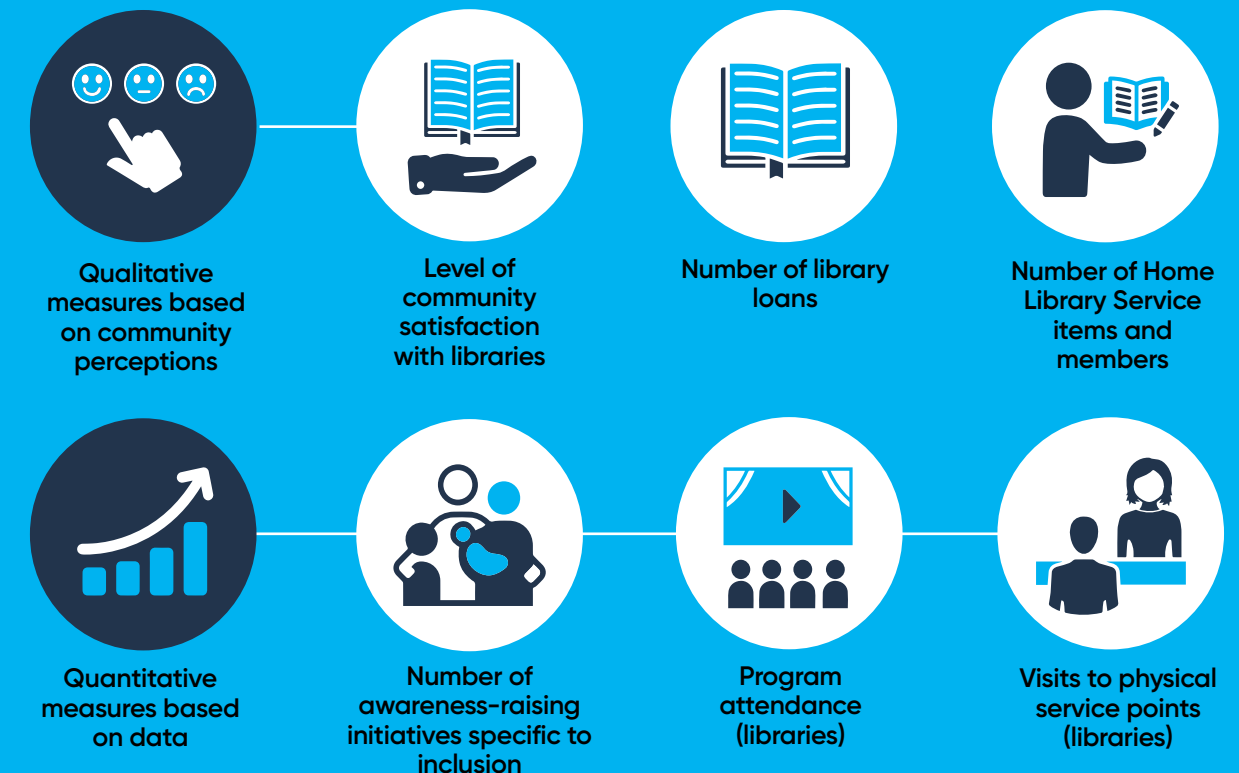 Qualitative
measures based
on community
perceptions
Level of
community
satisfaction
with libraries
Number of library
loans
Number of Home
Library Service
items and
members
Quantitative
measures based
on data
Number of
awareness-raising
initiatives specific to
inclusion
Program
attendance
(libraries)
Visits to physical
service points
(libraries)